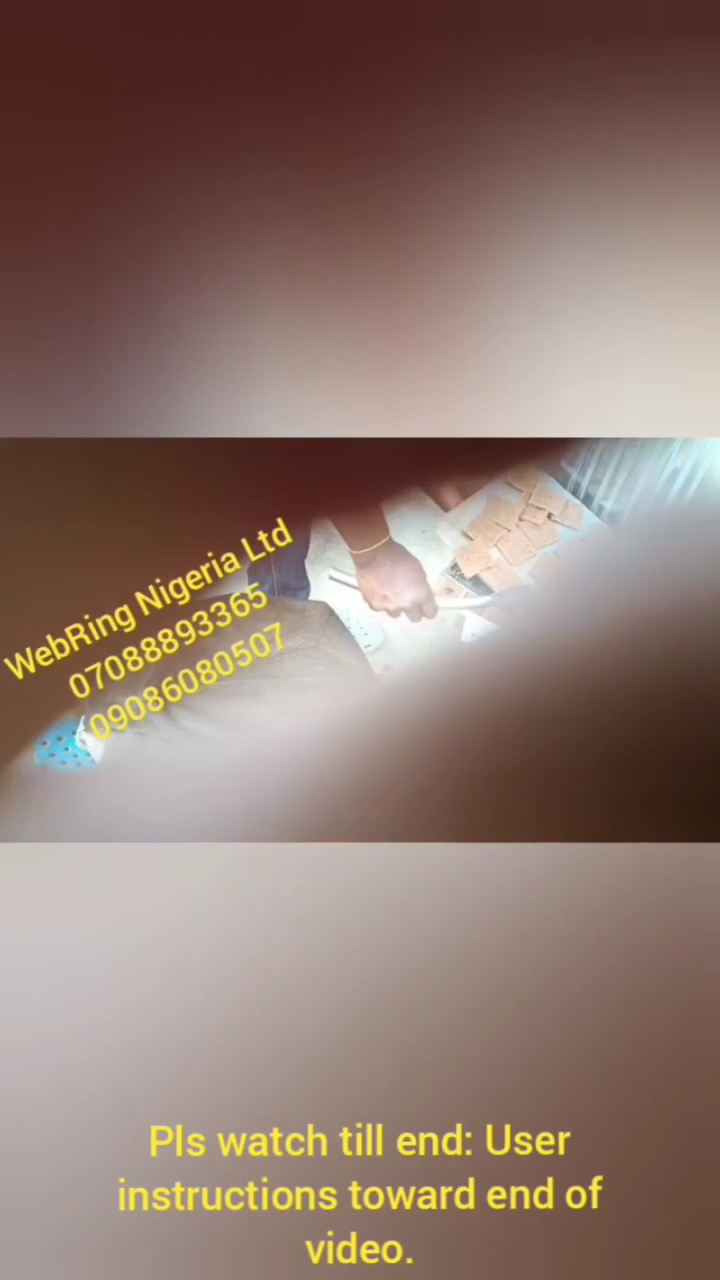 WebRing Nigeria Ltd
07088893365
09086080507
Pls watch till end: User
instructions toward end of
video.